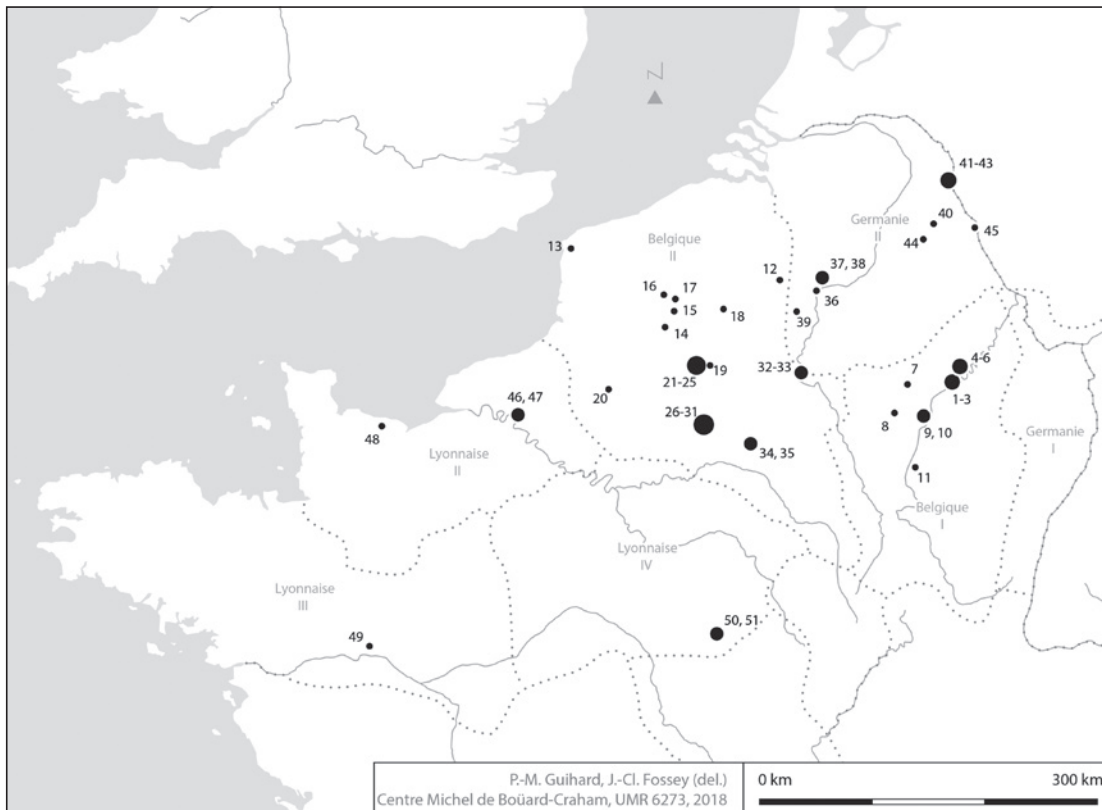 N
41-43
40
Germanie
II
45
44
13
Belgique
II
12
37, 38
16
17
36
15
18
39
14
4-6
19
32-33
7
21-25
1-3
20
46, 47
26-31
8
9, 10
48
Germanie
I
34, 35
Lyonnaise
II
11
Belgique
I
Lyonnaise
IV
Lyonnaise
III
50, 51
49
P.-M. Guihard, J.-Cl. Fossey (del.)
Centre Michel de Boüard-Craham, UMR 6273, 2018
0 km
300 km